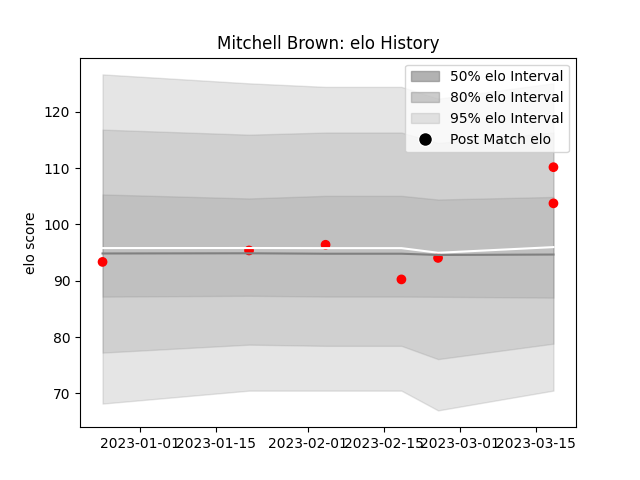 Mitchell Brown: elo History
50% elo Interval
80% elo Interval
95% elo Interval
Post Match elo
elo score
120
110
100
90
80
70
2023-01-01
2023-01-15
2023-02-01
2023-02-15
2023-03-01
2023-03-15